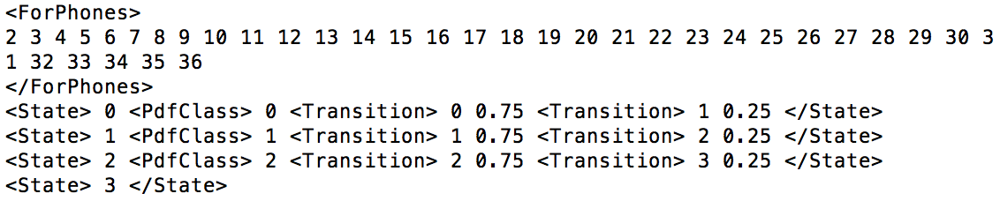 <ForPhones>
2 3 4 5 6 7 8 9 10 11 12 13 14 15 16 17 18 19 20 21 22 23 24 25 26 27 28 29 30 3
1 32 33 34 35 36
</ForPhones>
<State> 0 <PdfClass> 0 <Transition> 0 0.75 <Transition> 1 0.25 </State>
<State> 1 <PdfClass> 1 <Transition> 1 0.75 <Transition> 2 0.25 </State>
<State> 2 <PdfClass> 2 <Transition> 2 0.75 <Transition> 3 0.25 </State>
<State> 3 </State>